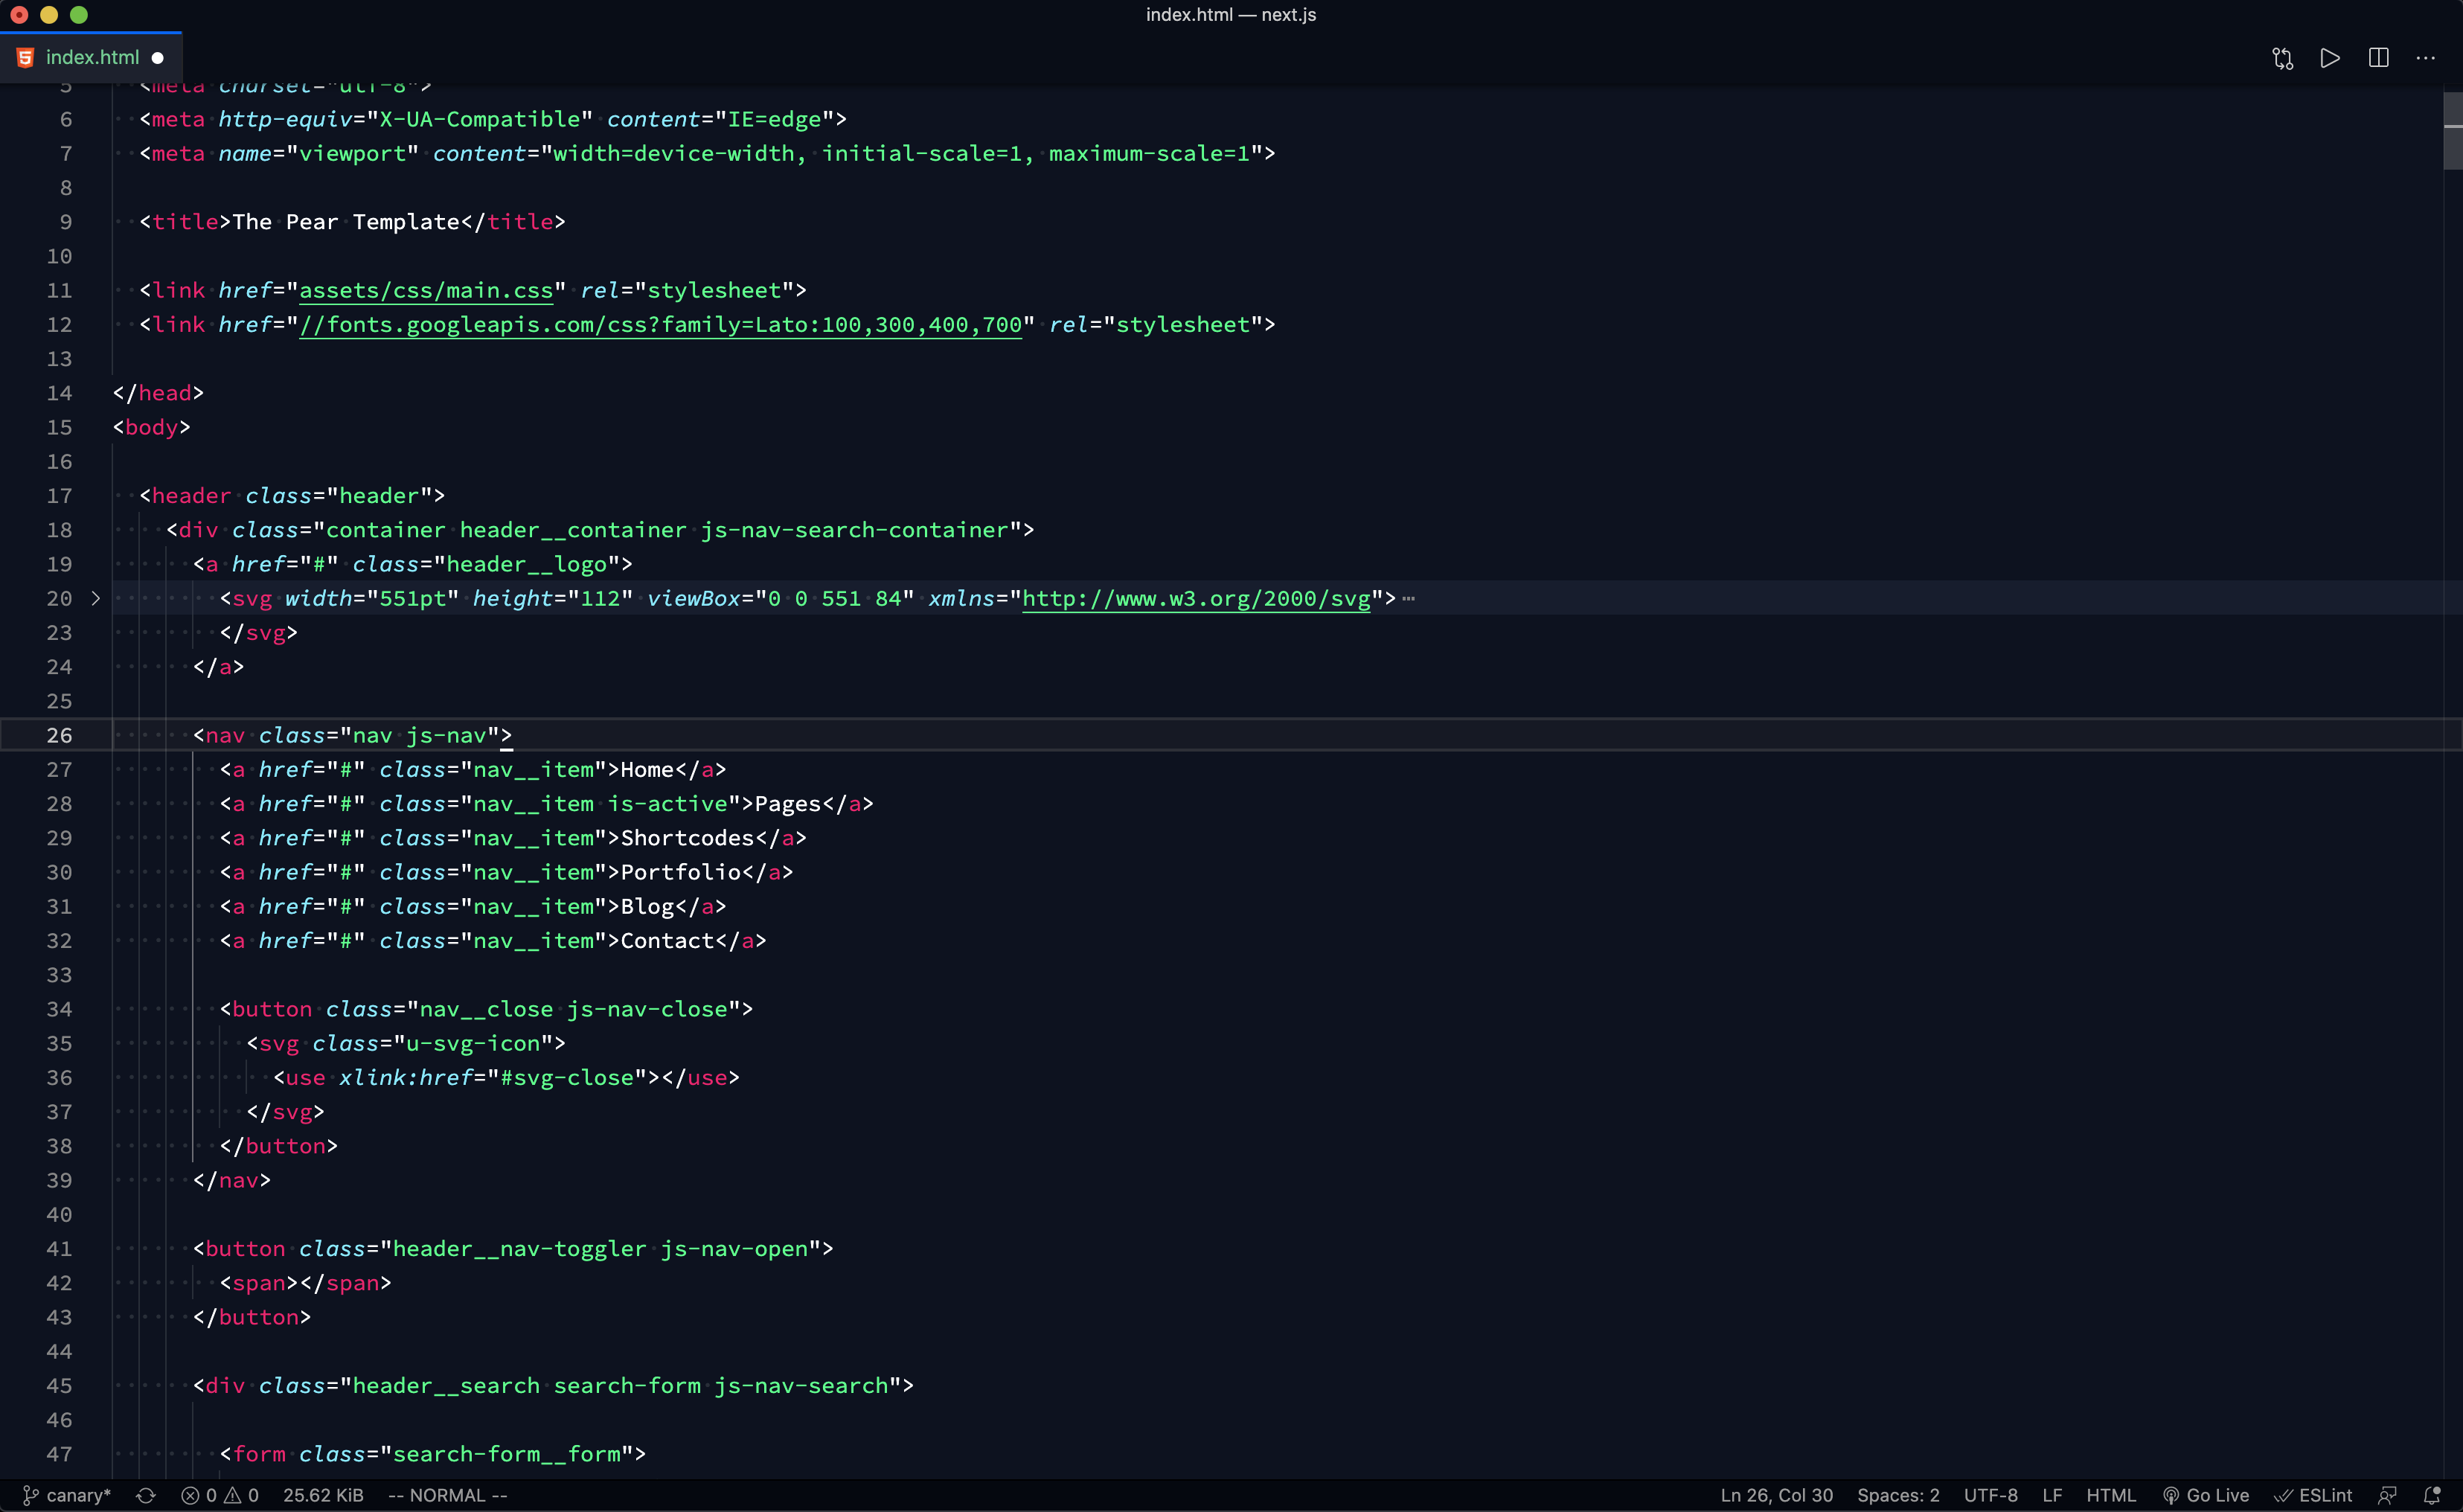 index.html — next.js
index.html
5 <meta charset="utf-8">
6 <meta http-equiv="X-UA-Compatible" content="IE=edge">
7 <meta name="viewport" content="width=device-width, initial-scale=1, maximum-scale=1">
8
9 <title>The Pear Template</title>
10
11 <link href="assets/css/main.css" rel="stylesheet">
12 <link href="//fonts.googleapis.com/css?family=Lato:100,300,400,700" rel="stylesheet">
13
14 </head>
15 <body>
16
17 <header class="header">
18 <div class="container header__container js-nav-search-container">
19 <a href="#" class="header__logo">
20 <svg width="551pt" height="112" viewBox="0 0 551 84" xmlns="http://www.w3.org/2000/svg">⋯
23 </svg>
24 </a>
25
26 <nav class="nav js-nav">
27 <a href="#" class="nav__item">Home</a>
28 <a href="#" class="nav__item is-active">Pages</a>
29 <a href="#" class="nav__item">Shortcodes</a>
30 <a href="#" class="nav__item">Portfolio</a>
31 <a href="#" class="nav__item">Blog</a>
32 <a href="#" class="nav__item">Contact</a>
33
34 <button class="nav__close js-nav-close">
35 <svg class="u-svg-icon">
36 <use xlink:href="#svg-close"></use>
37 </svg>
38 </button>
39 </nav>
40
41 <button class="header__nav-toggler js-nav-open">
42 <span></span>
43 </button>
44
45 <div class="header__search search-form js-nav-search">
46
47 <form class="search-form__form">
canary* 0 0 25.62 KiB -- NORMAL -- Ln 26, Col 30 Spaces: 2 UTF-8 LF HTML Go Live ESLint